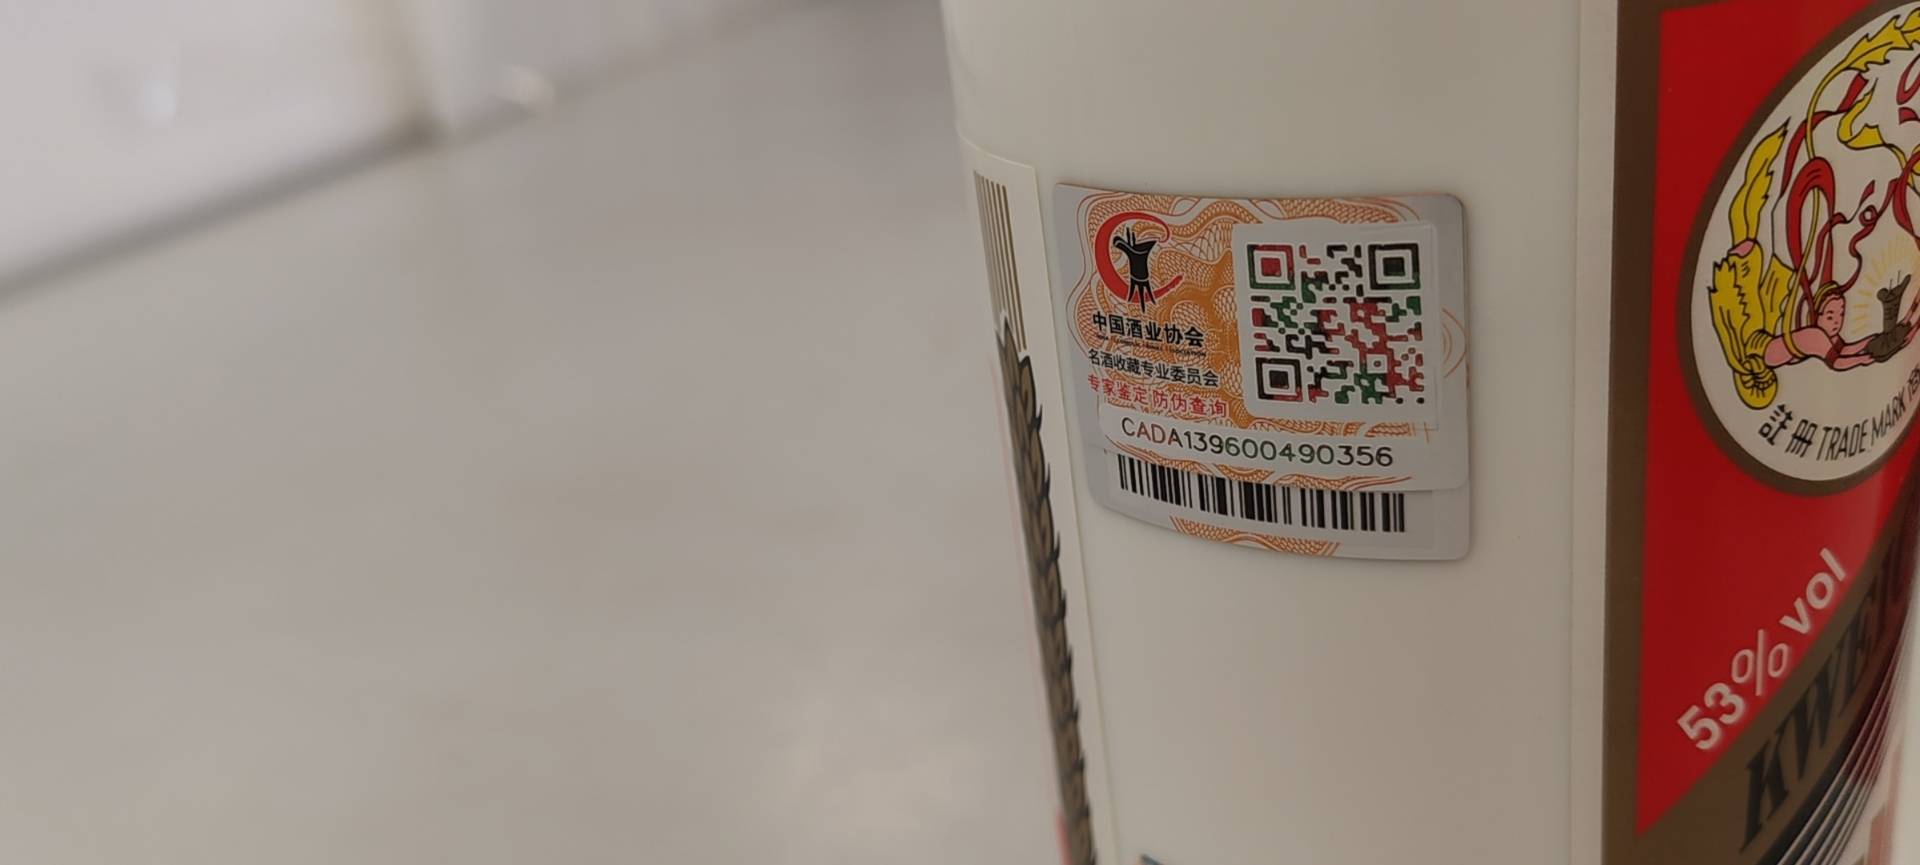 中国酒业协会
名酒收藏专业委员会
专家鉴定 防伪查询
CADA139600490356
註册 TRADE MARK
53% vol
KWEI